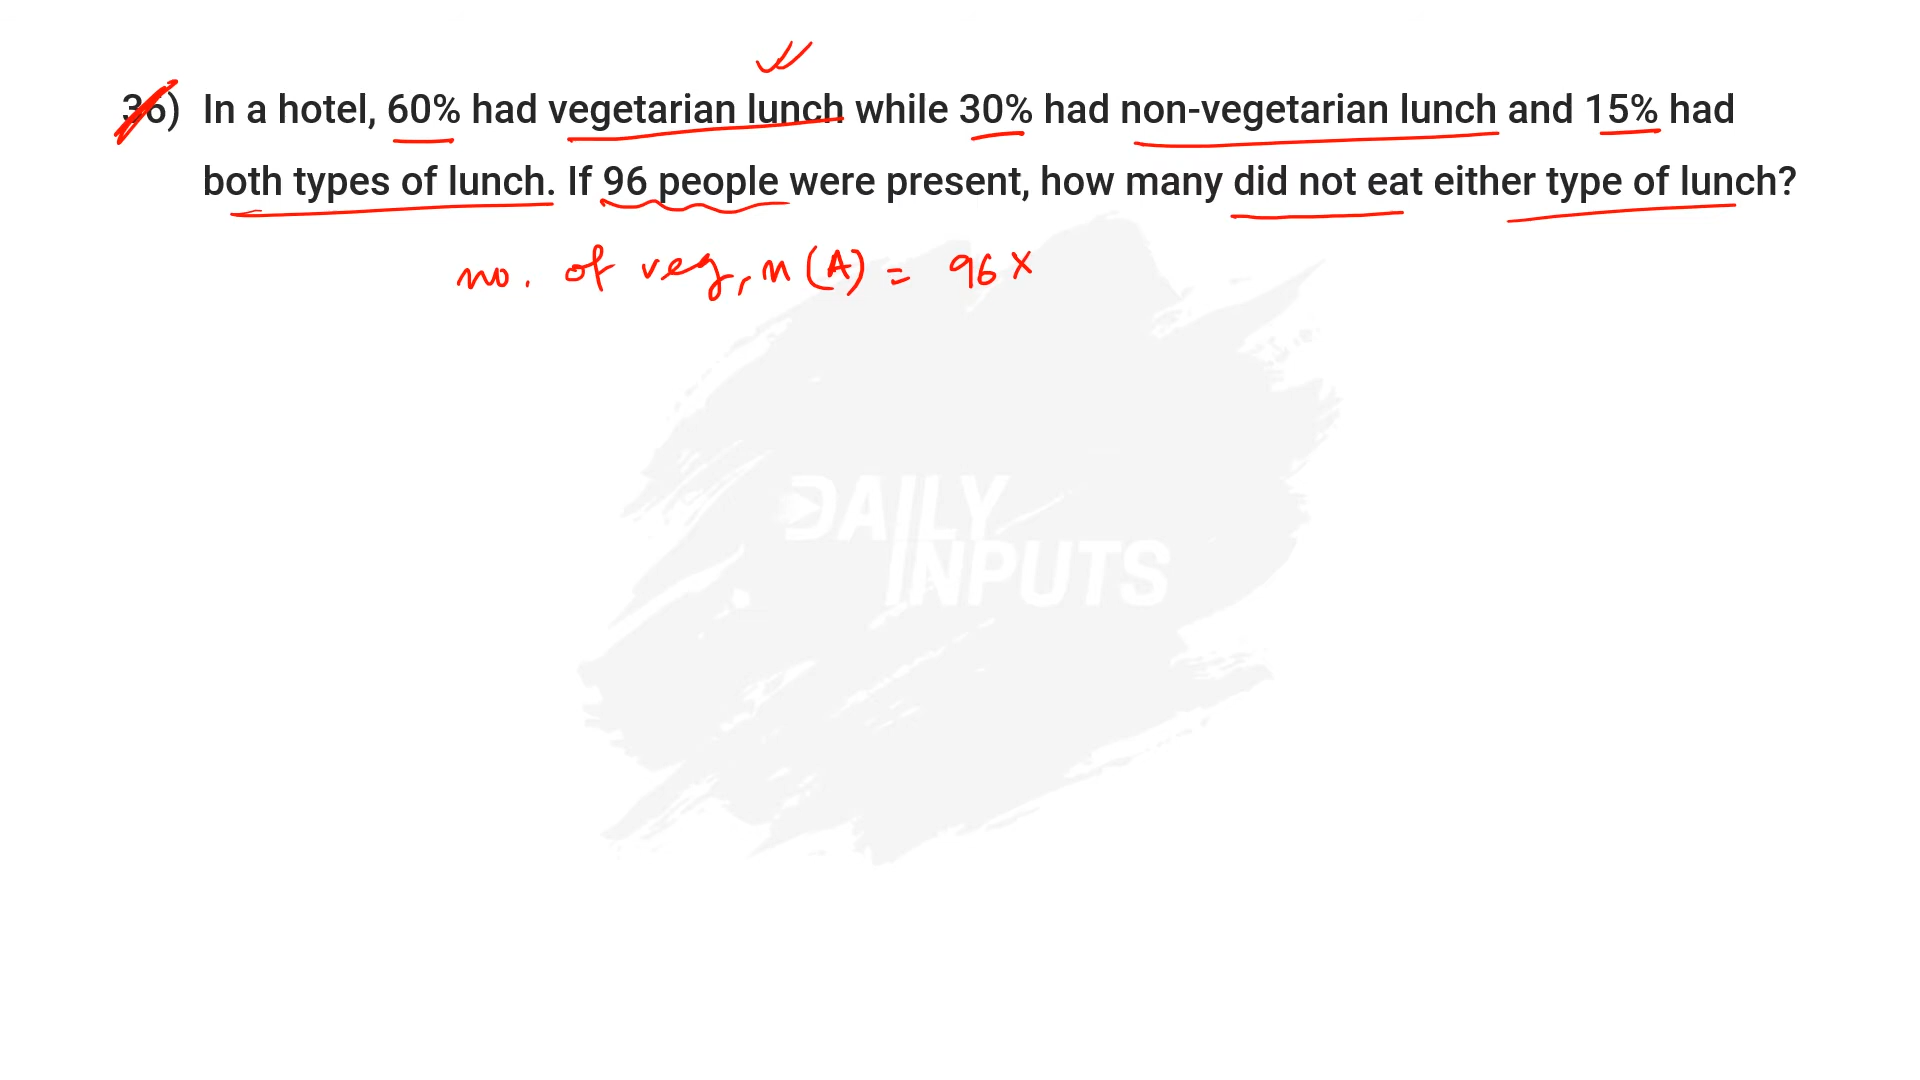 36) In a hotel, 60% had vegetarian lunch while 30% had non-vegetarian lunch and 15% had
both types of lunch. If 96 people were present, how many did not eat either type of lunch?
no. of veg, n(A) = 96 x
DAILY
INPUTS